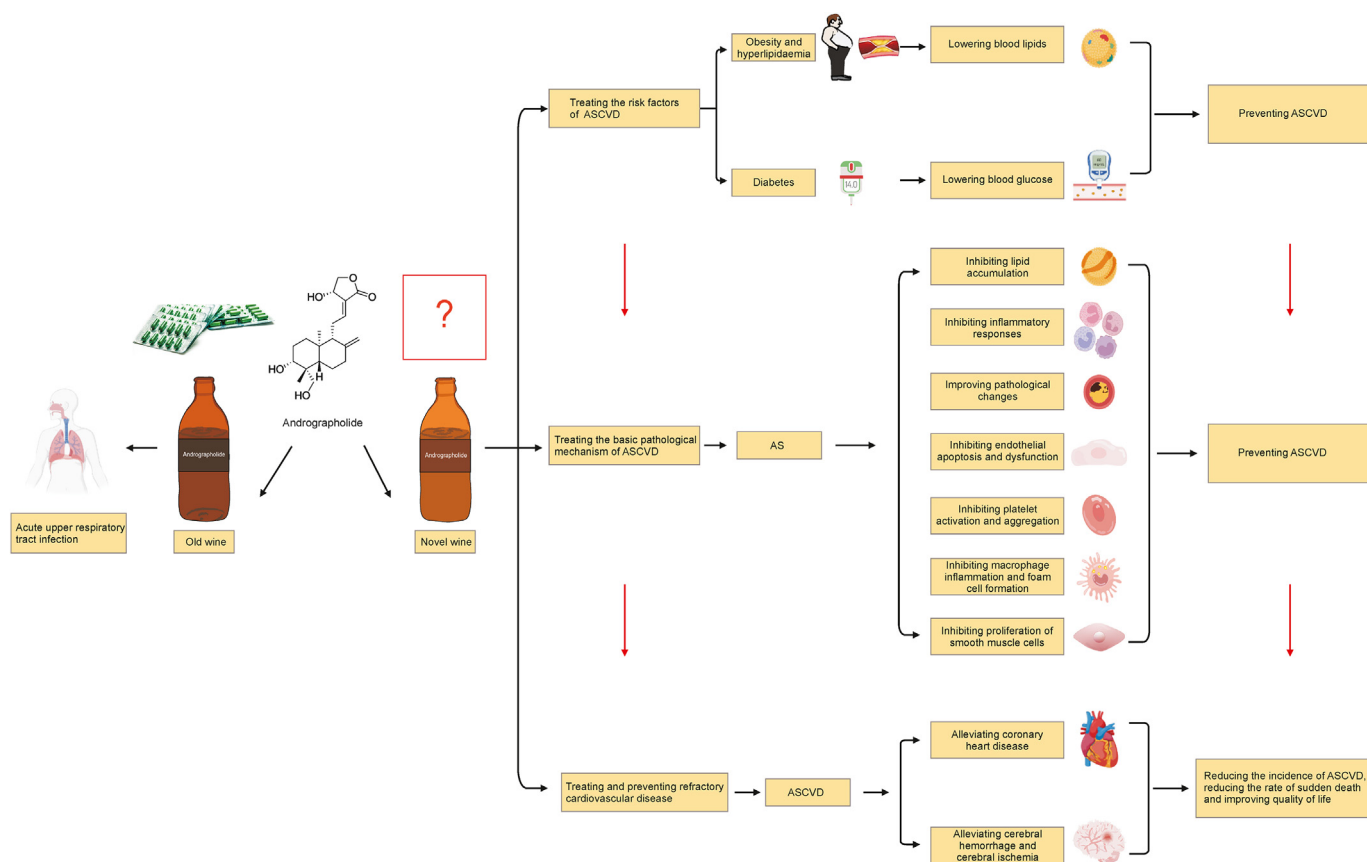 Obesity and
hyperlipidaemia
Lowering blood lipids
Treating the risk factors
of ASCVD
Preventing ASCVD
Diabetes
14.0
Lowering blood glucose
Inhibiting lipid
accumulation
Inhibiting inflammatory
responses
Improving pathological
changes
Treating the basic pathological
mechanism of ASCVD
AS
Inhibiting endothelial
apoptosis and dysfunction
Preventing ASCVD
Inhibiting platelet
activation and aggregation
Inhibiting macrophage
inflammation and foam
cell formation
Inhibiting proliferation of
smooth muscle cells
O
HO
O
?
HO
H
HO
Andrographolide
Andrographolide
Andrographolide
Acute upper respiratory
tract infection
Old wine
Novel wine
Alleviating coronary
heart disease
Treating and preventing refractory
cardiovascular disease
ASCVD
Reducing the incidence of ASCVD,
reducing the rate of sudden death
and improving quality of life
Alleviating cerebral
hemorrhage and
cerebral ischemia